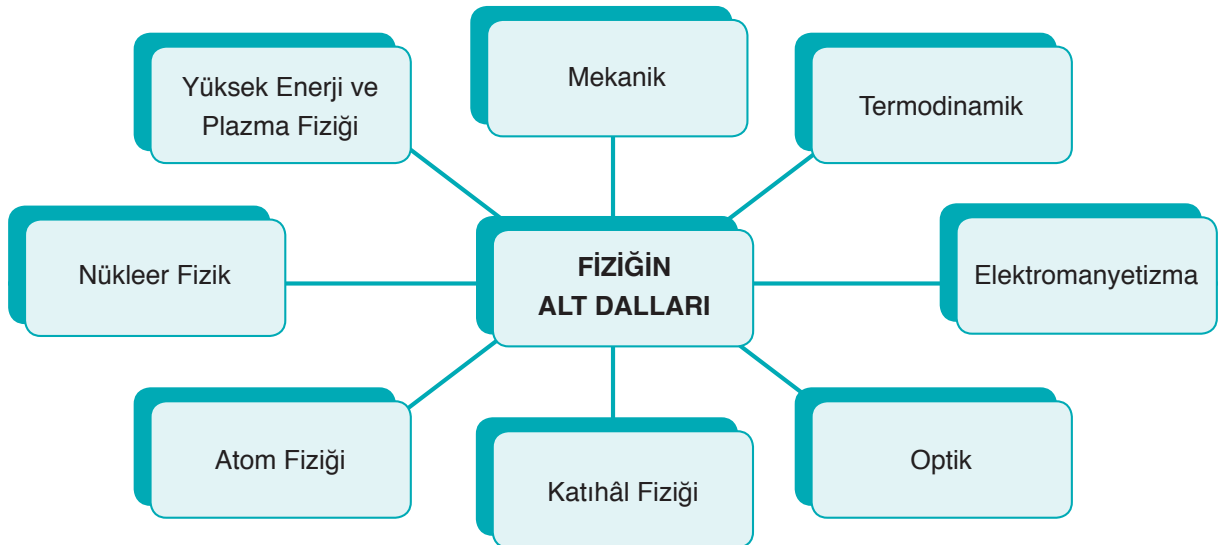 Yüksek Enerji ve
Plazma Fiziği
Mekanik
Termodinamik
Nükleer Fizik
FİZİĞİN
ALT DALLARI
Elektromanyetizma
Atom Fiziği
Katıhâl Fiziği
Optik